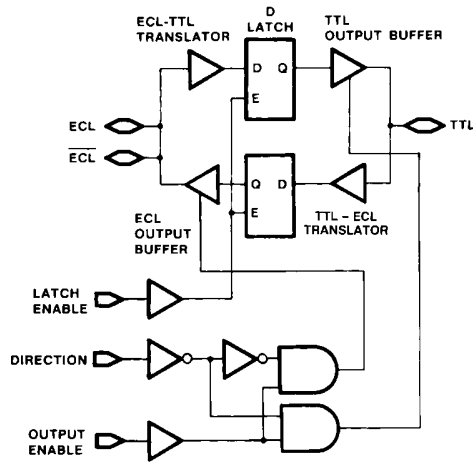 ECL-TTL
TRANSLATOR
D
LATCH
TTL
OUTPUT BUFFER
D Q
E
ECL
ECL
TTL
Q D
E
ECL
OUTPUT
BUFFER
TTL – ECL
TRANSLATOR
LATCH
ENABLE
DIRECTION
OUTPUT
ENABLE